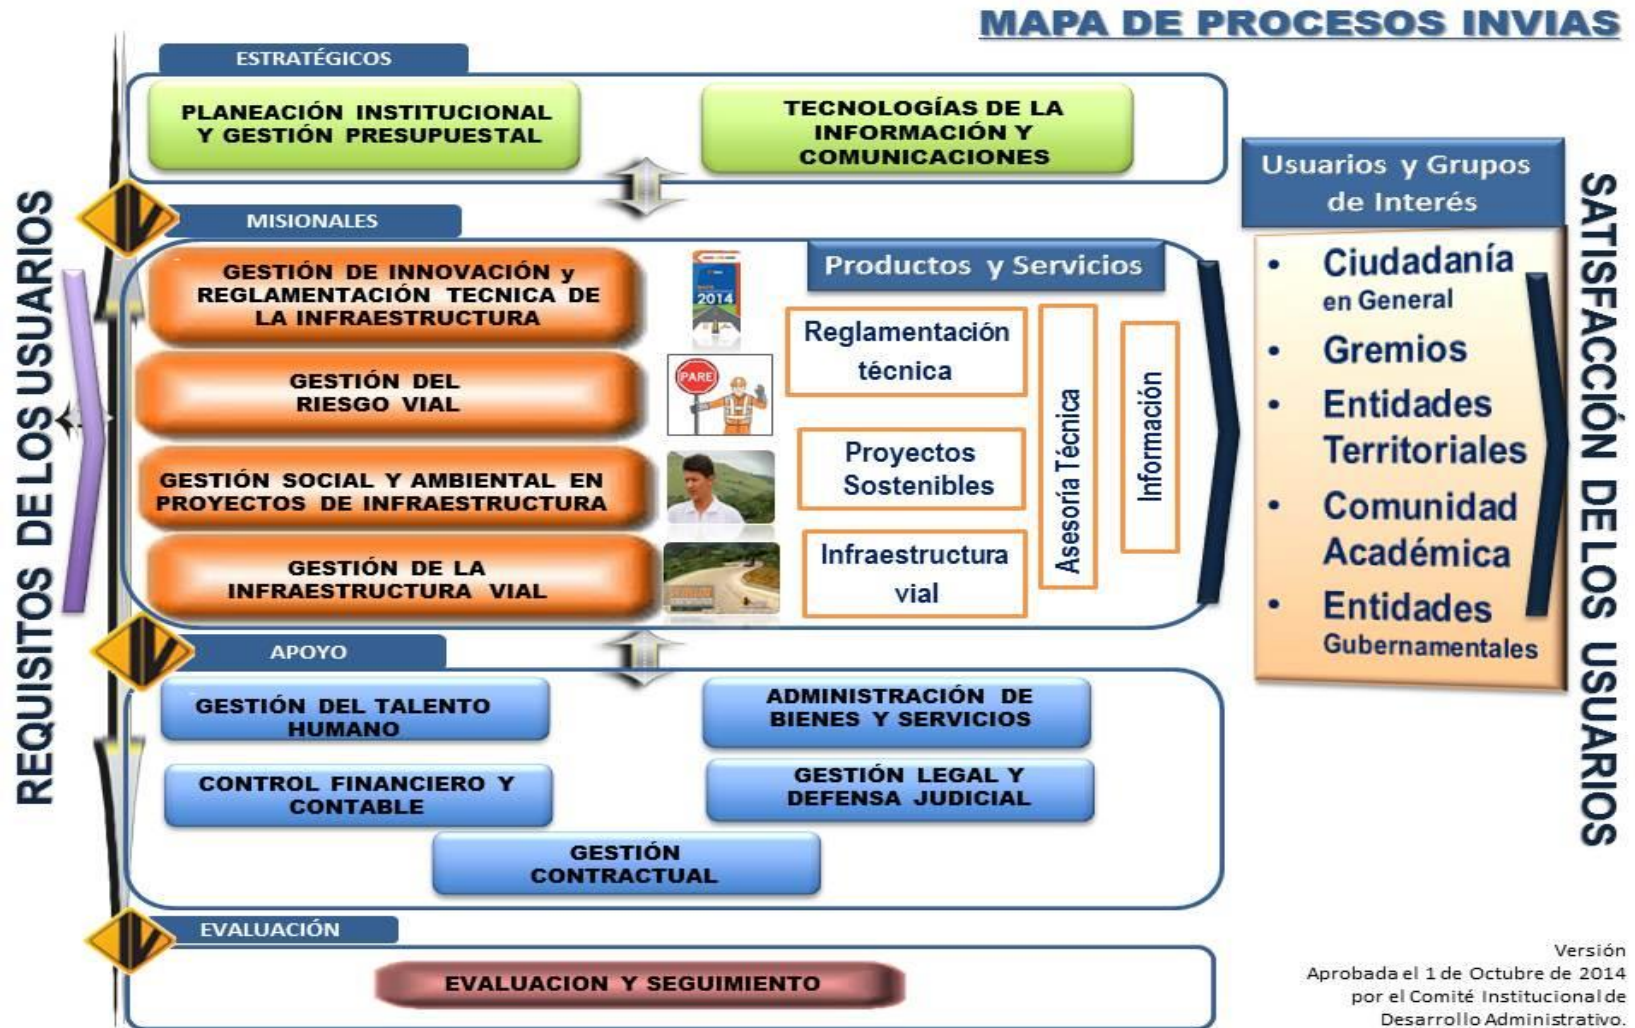 MAPA DE PROCESOS INVIAS
REQUISITOS DE LOS USUARIOS
ESTRATÉGICOS
PLANEACIÓN INSTITUCIONAL
Y GESTIÓN PRESUPUESTAL
TECNOLOGÍAS DE LA
INFORMACIÓN Y
COMUNICACIONES
MISIONALES
GESTIÓN DE INNOVACIÓN y
REGLAMENTACIÓN TECNICA DE
LA INFRAESTRUCTURA
GESTIÓN DEL
RIESGO VIAL
GESTIÓN SOCIAL Y AMBIENTAL EN
PROYECTOS DE INFRAESTRUCTURA
GESTIÓN DE LA
INFRAESTRUCTURA VIAL
2014
PARE
Productos y Servicios
Reglamentación
técnica
Proyectos
Sostenibles
Infraestructura
vial
Asesoría Técnica
Información
Usuarios y Grupos
de Interés
• Ciudadanía
en General
• Gremios
• Entidades
Territoriales
• Comunidad
Académica
• Entidades
Gubernamentales
SATISFACCIÓN DE LOS USUARIOS
APOYO
GESTIÓN DEL TALENTO
HUMANO
ADMINISTRACIÓN DE
BIENES Y SERVICIOS
CONTROL FINANCIERO Y
CONTABLE
GESTIÓN LEGAL Y
DEFENSA JUDICIAL
GESTIÓN
CONTRACTUAL
EVALUACIÓN
EVALUACION Y SEGUIMIENTO
Versión
Aprobada el 1 de Octubre de 2014
por el Comité Institucional de
Desarrollo Administrativo.